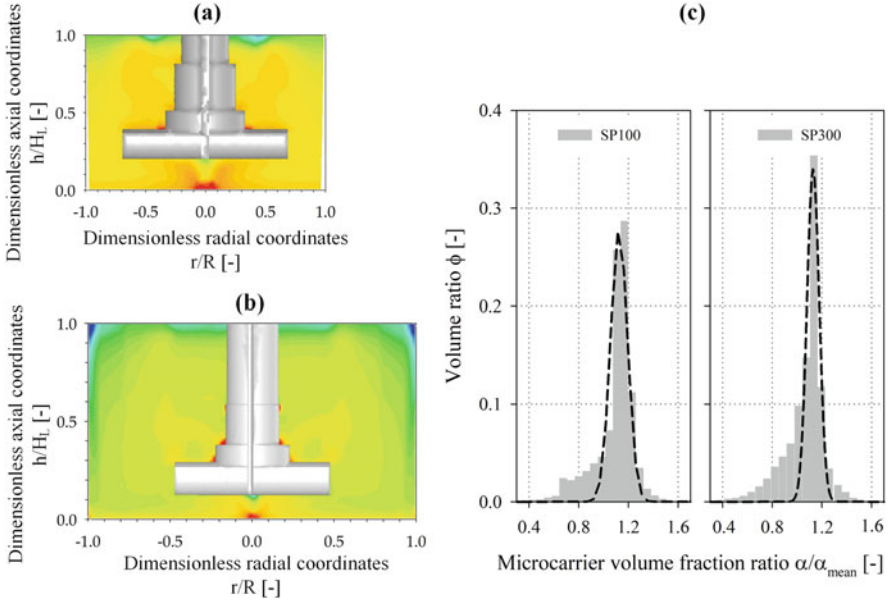 (a)
Dimensionless axial coordinates
h/H_L [-]
1.0
0.5
0.0
-1.0 -0.5 0.0 0.5 1.0
Dimensionless radial coordinates
r/R [-]
(b)
Dimensionless axial coordinates
h/H_L [-]
1.0
0.5
0.0
-1.0 -0.5 0.0 0.5 1.0
Dimensionless radial coordinates
r/R [-]
(c)
Volume ratio ϕ [-]
0.4
0.3
0.2
0.1
0.0
SP100
SP300
0.4 0.8 1.2 1.6 0.4 0.8 1.2 1.6
Microcarrier volume fraction ratio α/α_mean [-]